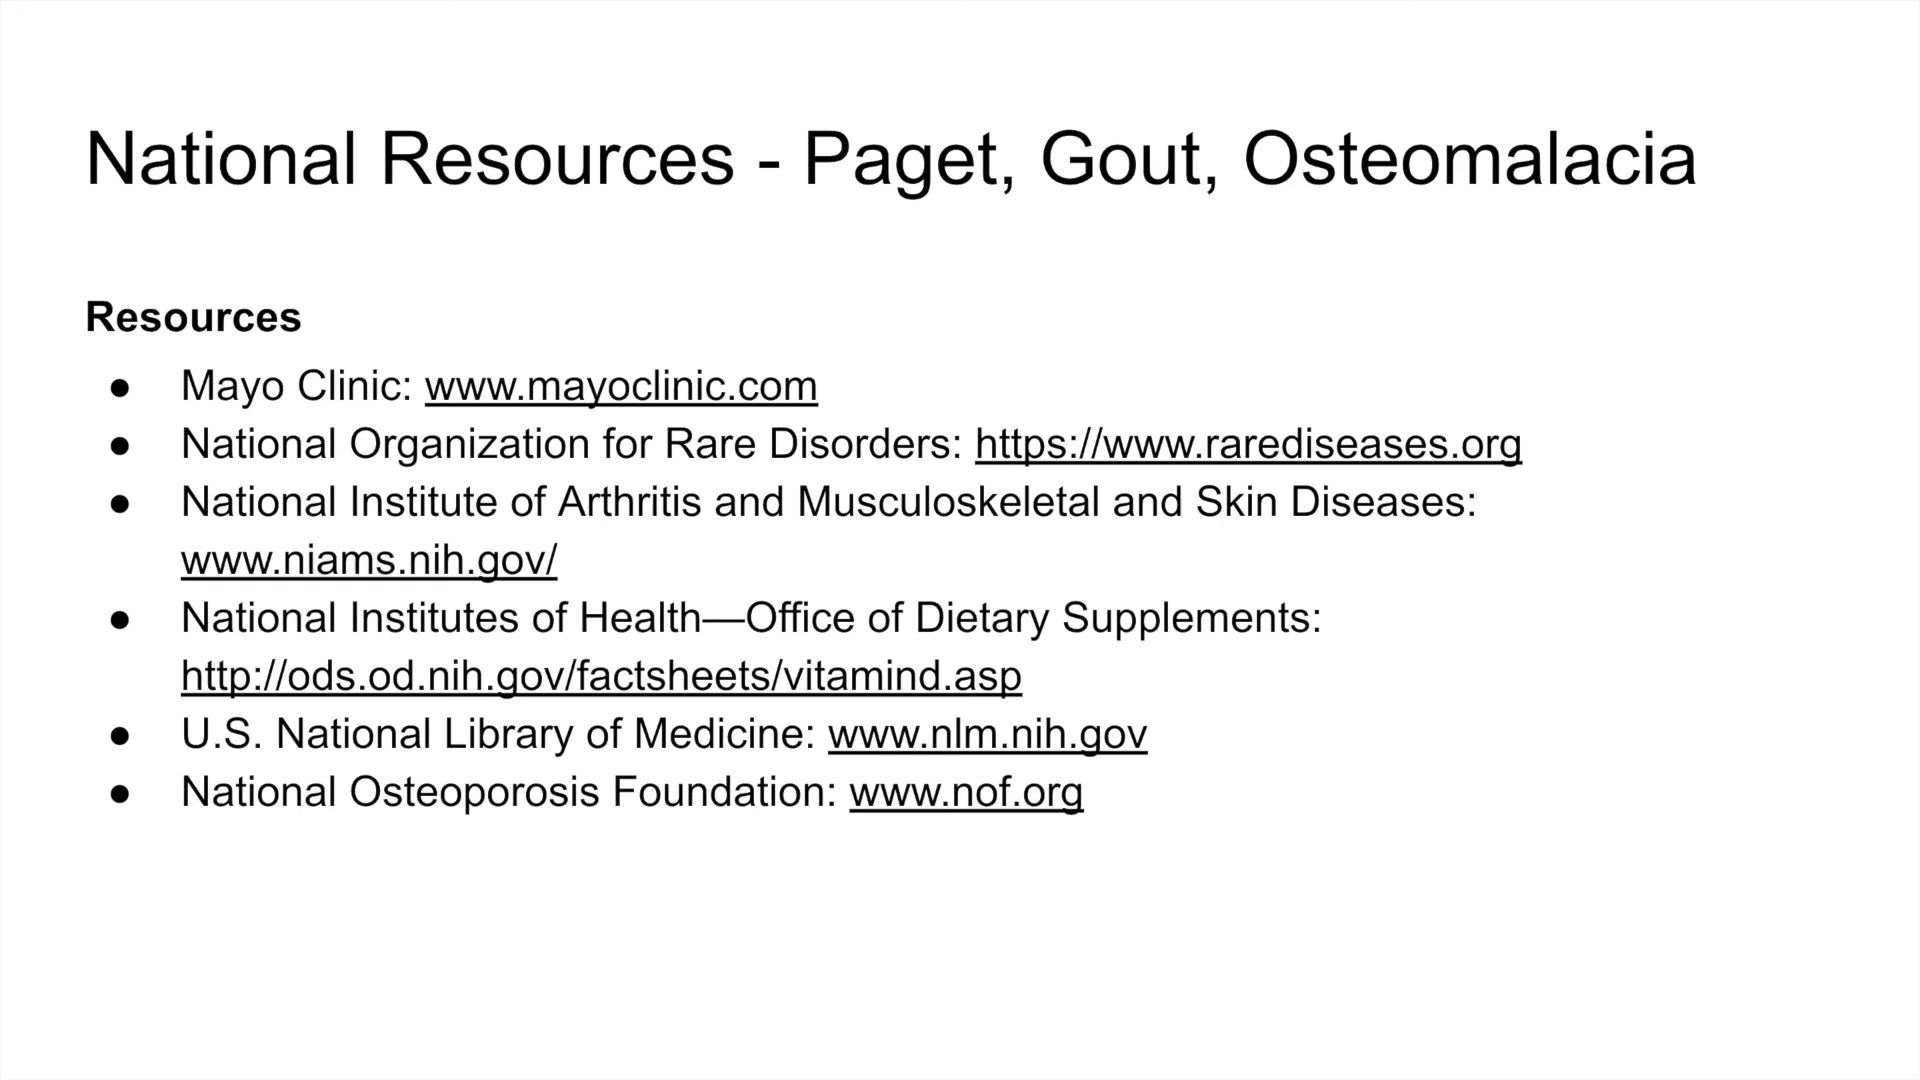 National Resources - Paget, Gout, Osteomalacia
Resources
● Mayo Clinic: www.mayoclinic.com
● National Organization for Rare Disorders: https://www.rarediseases.org
● National Institute of Arthritis and Musculoskeletal and Skin Diseases:
www.niams.nih.gov/
● National Institutes of Health—Office of Dietary Supplements:
http://ods.od.nih.gov/factsheets/vitamind.asp
● U.S. National Library of Medicine: www.nlm.nih.gov
● National Osteoporosis Foundation: www.nof.org